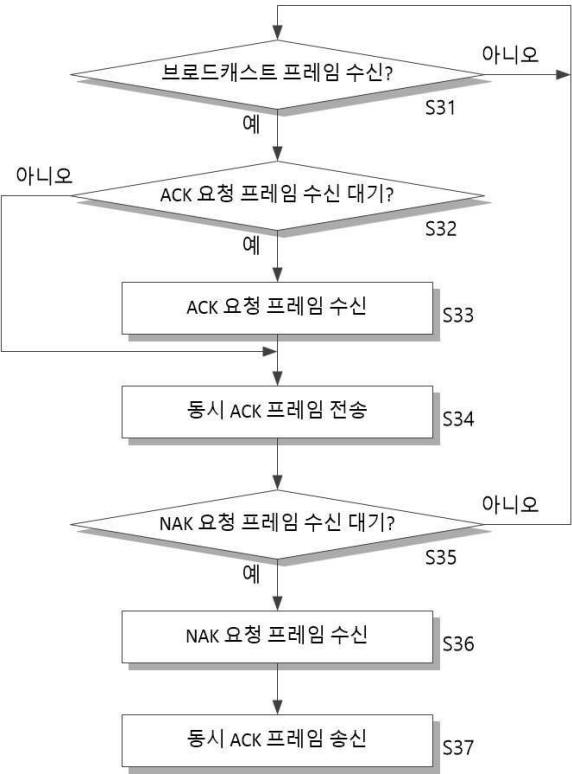 브로드캐스트 프레임 수신?
아니오
S31
예
아니오
ACK 요청 프레임 수신 대기?
S32
예
ACK 요청 프레임 수신
S33
동시 ACK 프레임 전송
S34
NAK 요청 프레임 수신 대기?
아니오
S35
예
NAK 요청 프레임 수신
S36
동시 ACK 프레임 송신
S37